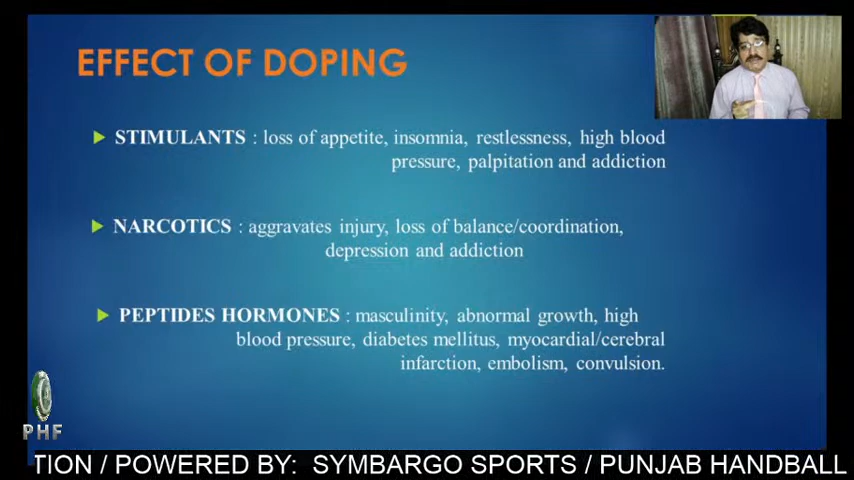 EFFECT OF DOPING
STIMULANTS : loss of appetite, insomnia, restlessness, high blood
pressure, palpitation and addiction
NARCOTICS : aggravates injury, loss of balance/coordination,
depression and addiction
PEPTIDES HORMONES : masculinity, abnormal growth, high
blood pressure, diabetes mellitus, myocardial/cerebral
infarction, embolism, convulsion.
PHF
TION / POWERED BY: SYMBARGO SPORTS / PUNJAB HANDBALL